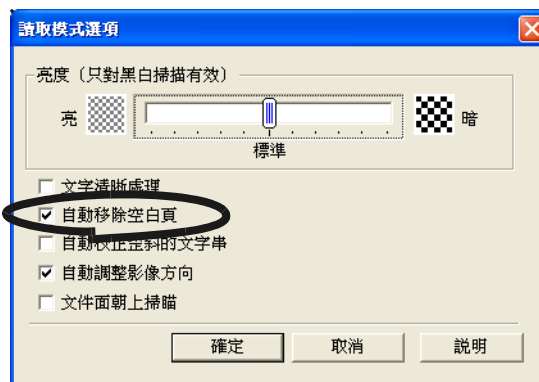 讀取模式選項
亮度（只對黑白掃描有效）
亮 暗
標準
文字清晰處理
自動移除空白頁
自動校正歪斜的文字串
自動調整影像方向
文件面朝上掃瞄
確定 取消 說明